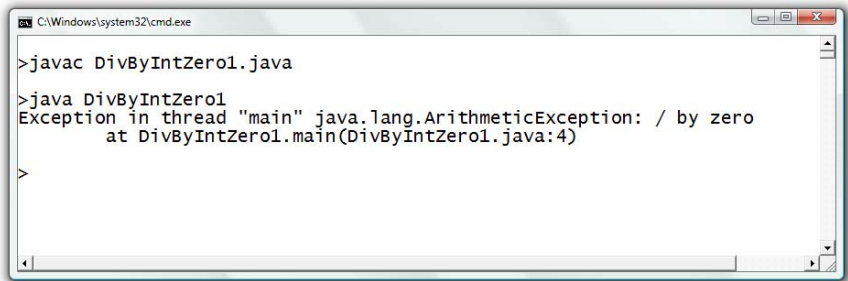 C:\Windows\system32\cmd.exe
>javac DivByIntZero1.java
>java DivByIntZero1
Exception in thread "main" java.lang.ArithmeticException: / by zero
at DivByIntZero1.main(DivByIntZero1.java:4)
>